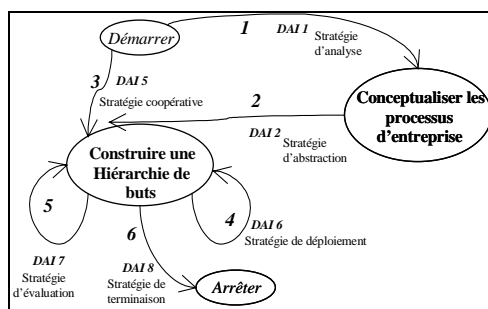 Démarrer
1
DAI 1
Stratégie
d'analyse
3
DAI 5
Stratégie coopérative
2
DAI 2
Stratégie
d'abstraction
Conceptualiser les
processus
d'entreprise
Construire une
Hiérarchie de
buts
5
DAI 7
Stratégie
d'évaluation
4
DAI 6
Stratégie de déploiement
6
DAI 8
Stratégie de
terminaison
Arrêter